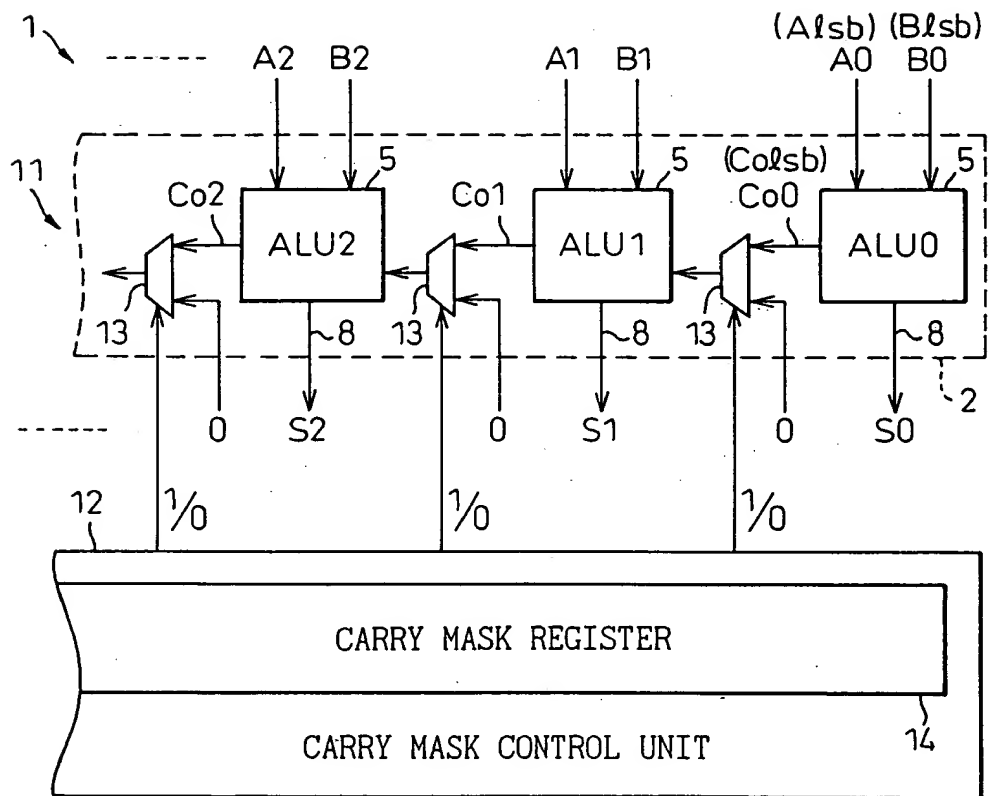 (Alsb) (Blsb)
1 A2 B2 A1 B1 A0 B0
11 5 5 (Colsb) 5
Co2 Co1 Co0
ALU2 ALU1 ALU0
13 13 13
8 8 8
2
0 S2 0 S1 0 S0
12 1/0 1/0 1/0
CARRY MASK REGISTER
14
CARRY MASK CONTROL UNIT